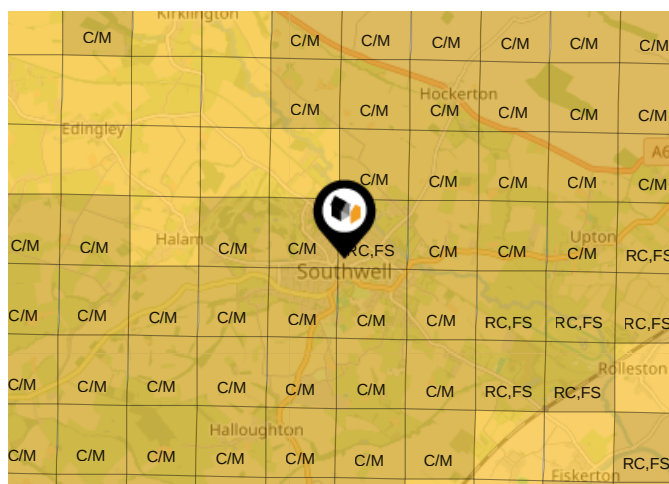 Kirklington
C/M C/M C/M C/M C/M C/M C/M
Hockerton
C/M C/M C/M C/M C/M C/M
Edingley
A6
C/M C/M C/M C/M C/M
Halam Upton
C/M C/M C/M C/M RC,FS C/M C/M C/M RC,FS
Southwell
C/M C/M C/M C/M C/M C/M C/M RC,FS RC,FS RC,FS
Rolleston
C/M C/M C/M C/M C/M C/M C/M RC,FS RC,FS
Halloughton
C/M C/M C/M C/M C/M C/M C/M RC,FS
Fiskerton